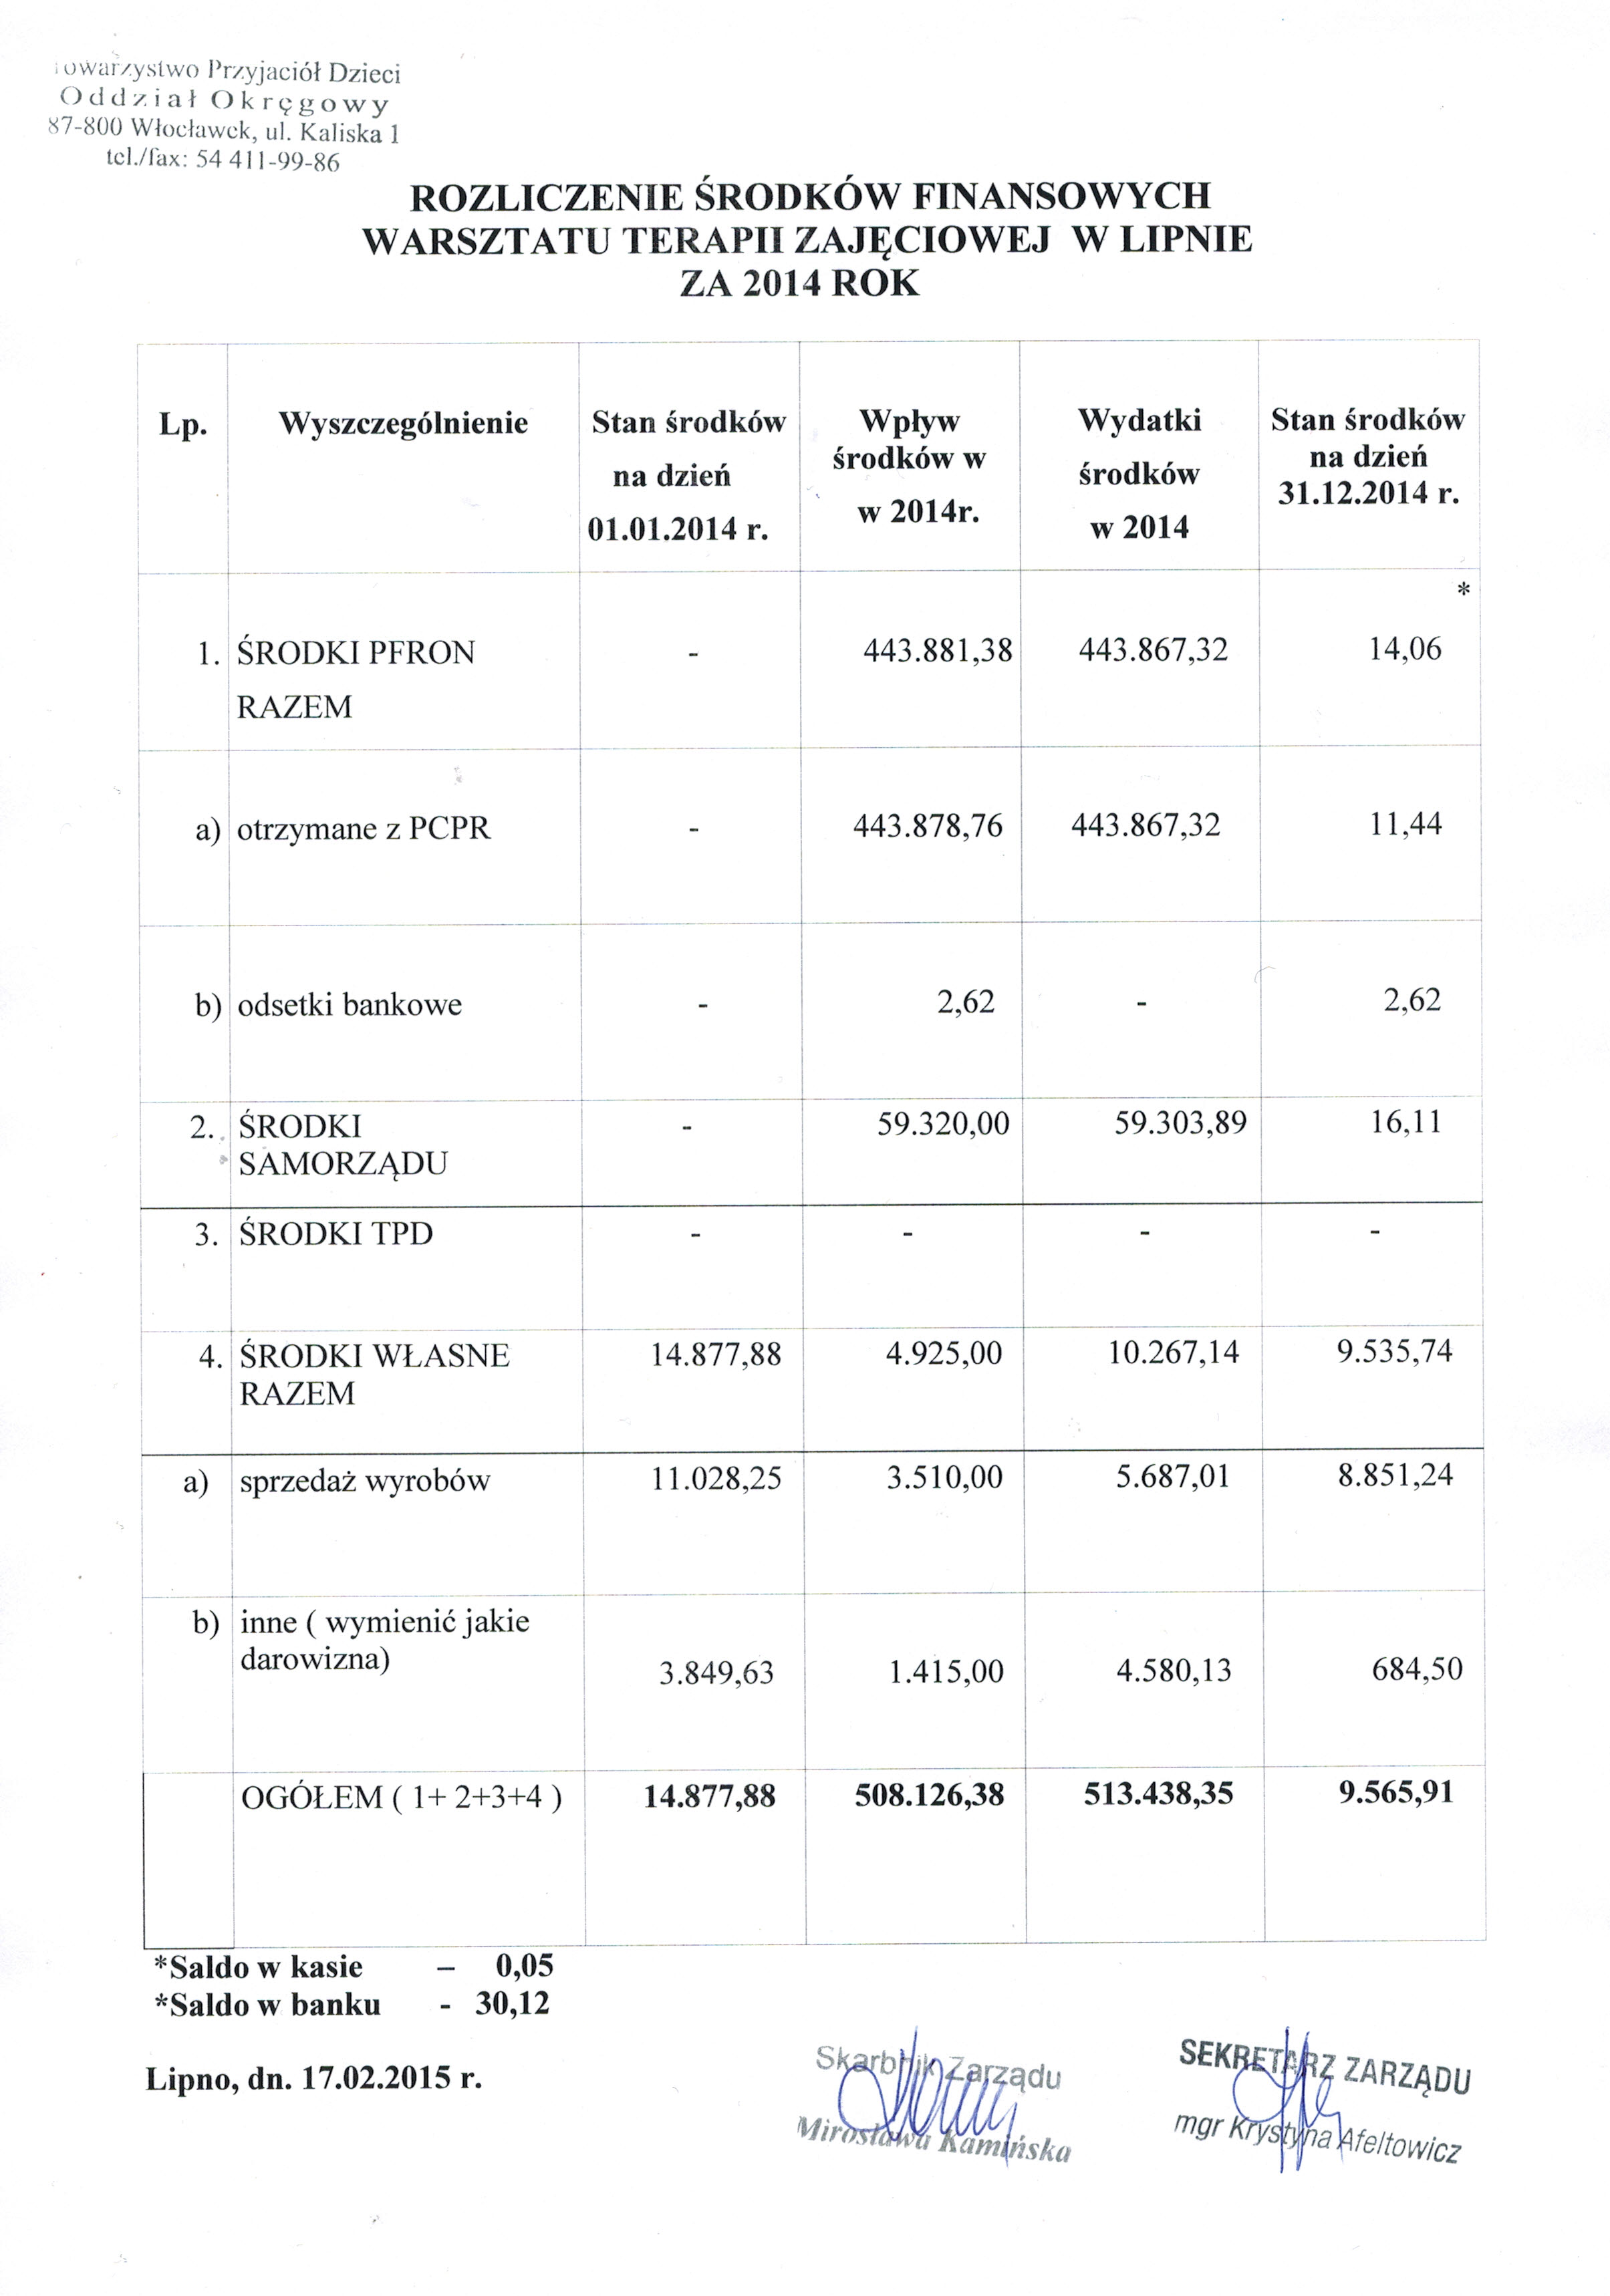 Towarzystwo Przyjaciół Dzieci
Oddział Okręgowy
87-800 Włocławek, ul. Kaliska 1
tel./fax: 54 411-99-86
ROZLICZENIE ŚRODKÓW FINANSOWYCH
WARSZTATU TERAPII ZAJĘCIOWEJ W LIPNIE
ZA 2014 ROK
Lp. Wyszczególnienie Stan środków na dzień 01.01.2014 r. Wpływ środków w w 2014r. Wydatki środków w 2014 Stan środków na dzień 31.12.2014 r.
*
1. ŚRODKI PFRON - 443.881,38 443.867,32 14,06
RAZEM
a) otrzymane z PCPR - 443.878,76 443.867,32 11,44
b) odsetki bankowe - 2,62 - 2,62
2. ŚRODKI - 59.320,00 59.303,89 16,11
SAMORZĄDU
3. ŚRODKI TPD - - - -
4. ŚRODKI WŁASNE 14.877,88 4.925,00 10.267,14 9.535,74
RAZEM
a) sprzedaż wyrobów 11.028,25 3.510,00 5.687,01 8.851,24
b) inne ( wymienić jakie
darowizna) 3.849,63 1.415,00 4.580,13 684,50
OGÓŁEM ( 1+ 2+3+4 ) 14.877,88 508.126,38 513.438,35 9.565,91
*Saldo w kasie – 0,05
*Saldo w banku - 30,12
Lipno, dn. 17.02.2015 r.
Skarbnik Zarządu
Mirosława Kamińska
SEKRETARZ ZARZĄDU
mgr Krystyna Afeltowicz